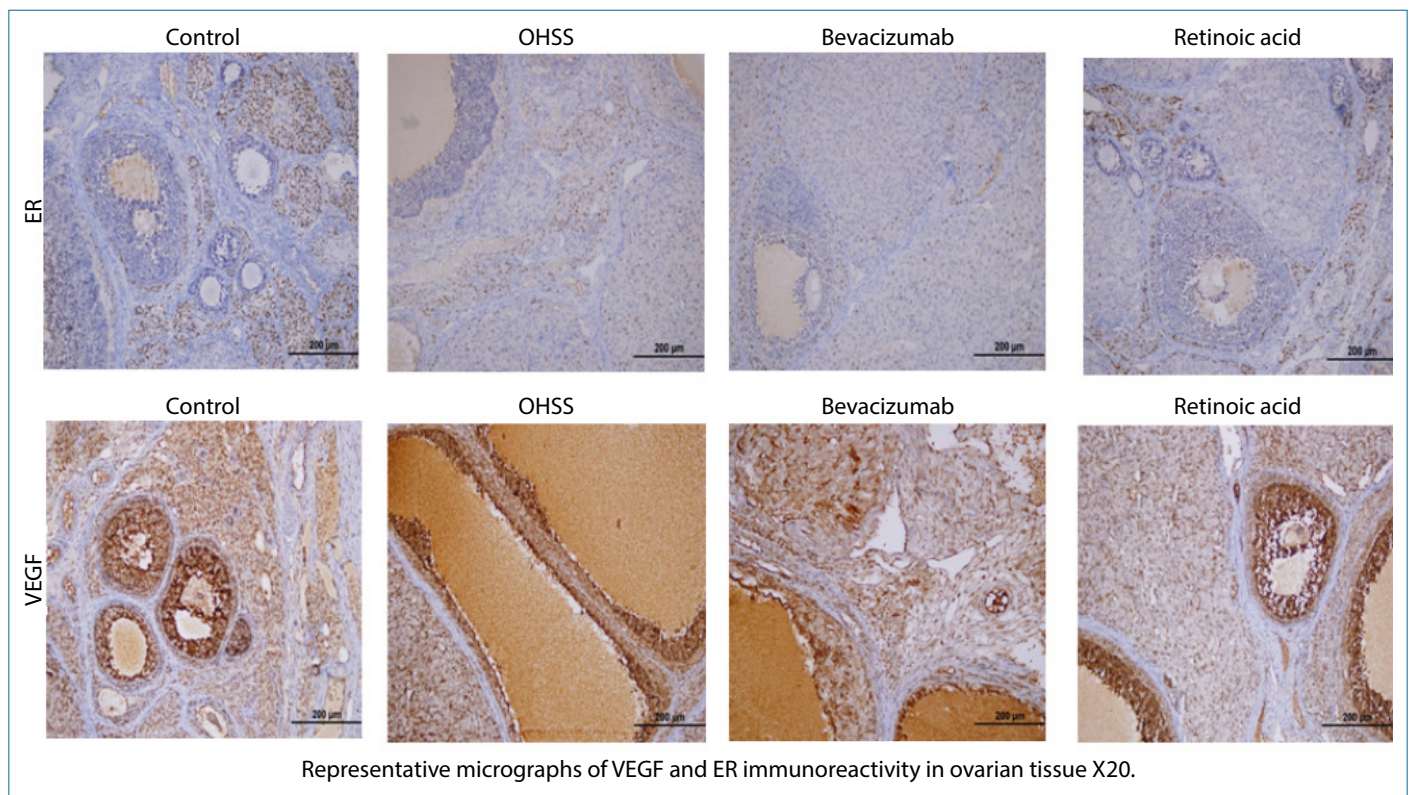 Control OHSS Bevacizumab Retinoic acid
ER
200 µm 200 µm 200 µm 200 µm
Control OHSS Bevacizumab Retinoic acid
VEGF
200 µm 200 µm 200 µm 200 µm
Representative micrographs of VEGF and ER immunoreactivity in ovarian tissue X20.